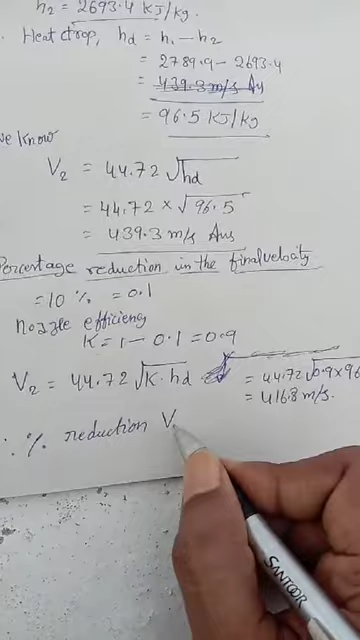 h₂ = 2693.4 KJ/kg.
Heat drop, hd = h₁ - h₂
= 2789.9 - 2693.4
= 439.3 m/s Ans
= 96.5 KJ/kg
we know
V₂ = 44.72 √hd
= 44.72 × √96.5
= 439.3 m/s Ans
Percentage reduction in the final velocity
= 10 % = 0.1
Nozzle efficiency
K = 1 - 0.1 = 0.9
V₂ = 44.72 √K. hd = 44.72 √0.9×96
= 416.8 m/s.
∴ % reduction V
SANTOOR